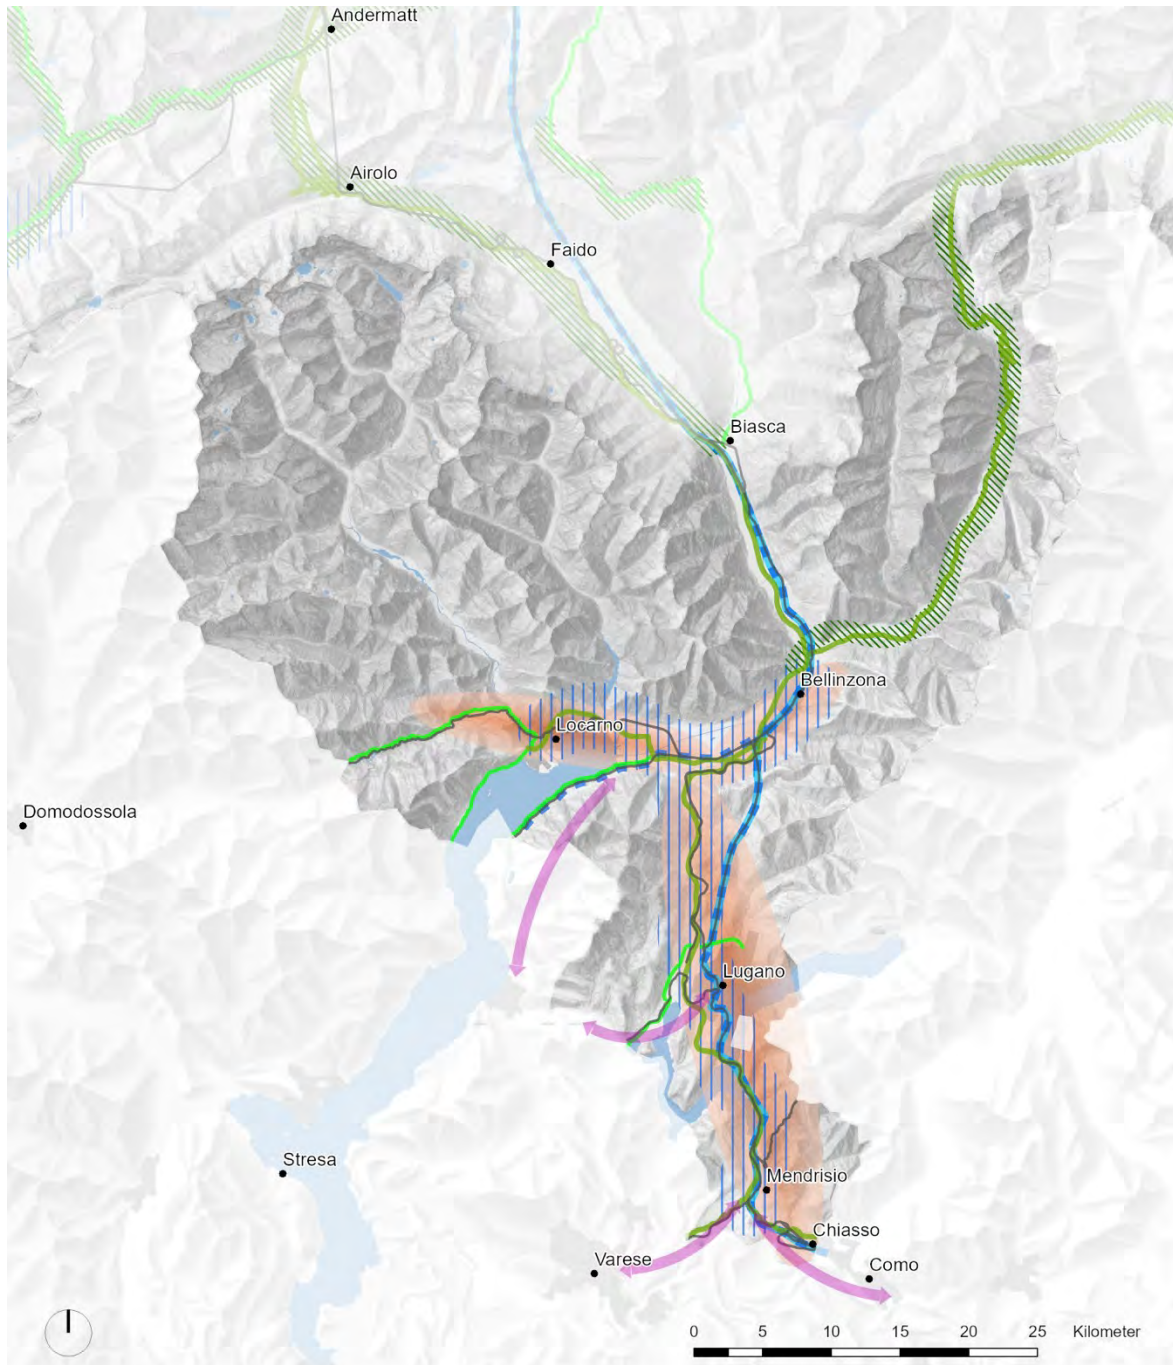 Andermatt
Airolo
Faido
Biasca
Bellinzona
Locarno
Domodossola
Lugano
Stresa
Mendrisio
Chiasso
Varese
Como
0 5 10 15 20 25 Kilometer